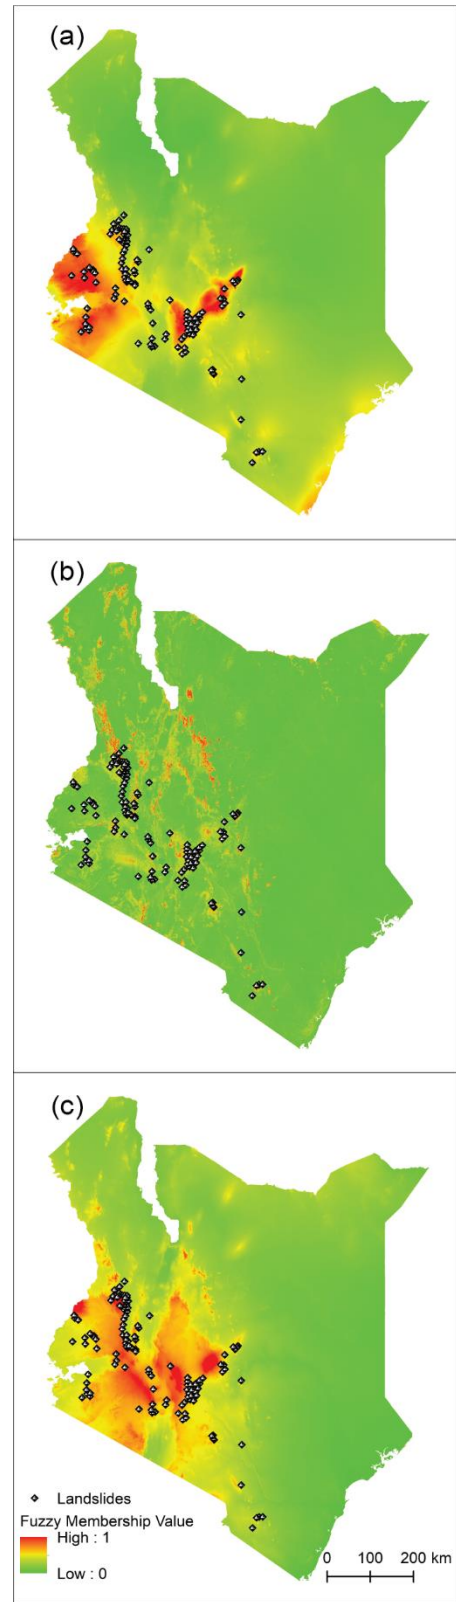 (a)
(b)
(c)
Landslides
Fuzzy Membership Value
High : 1
Low : 0
0 100 200 km